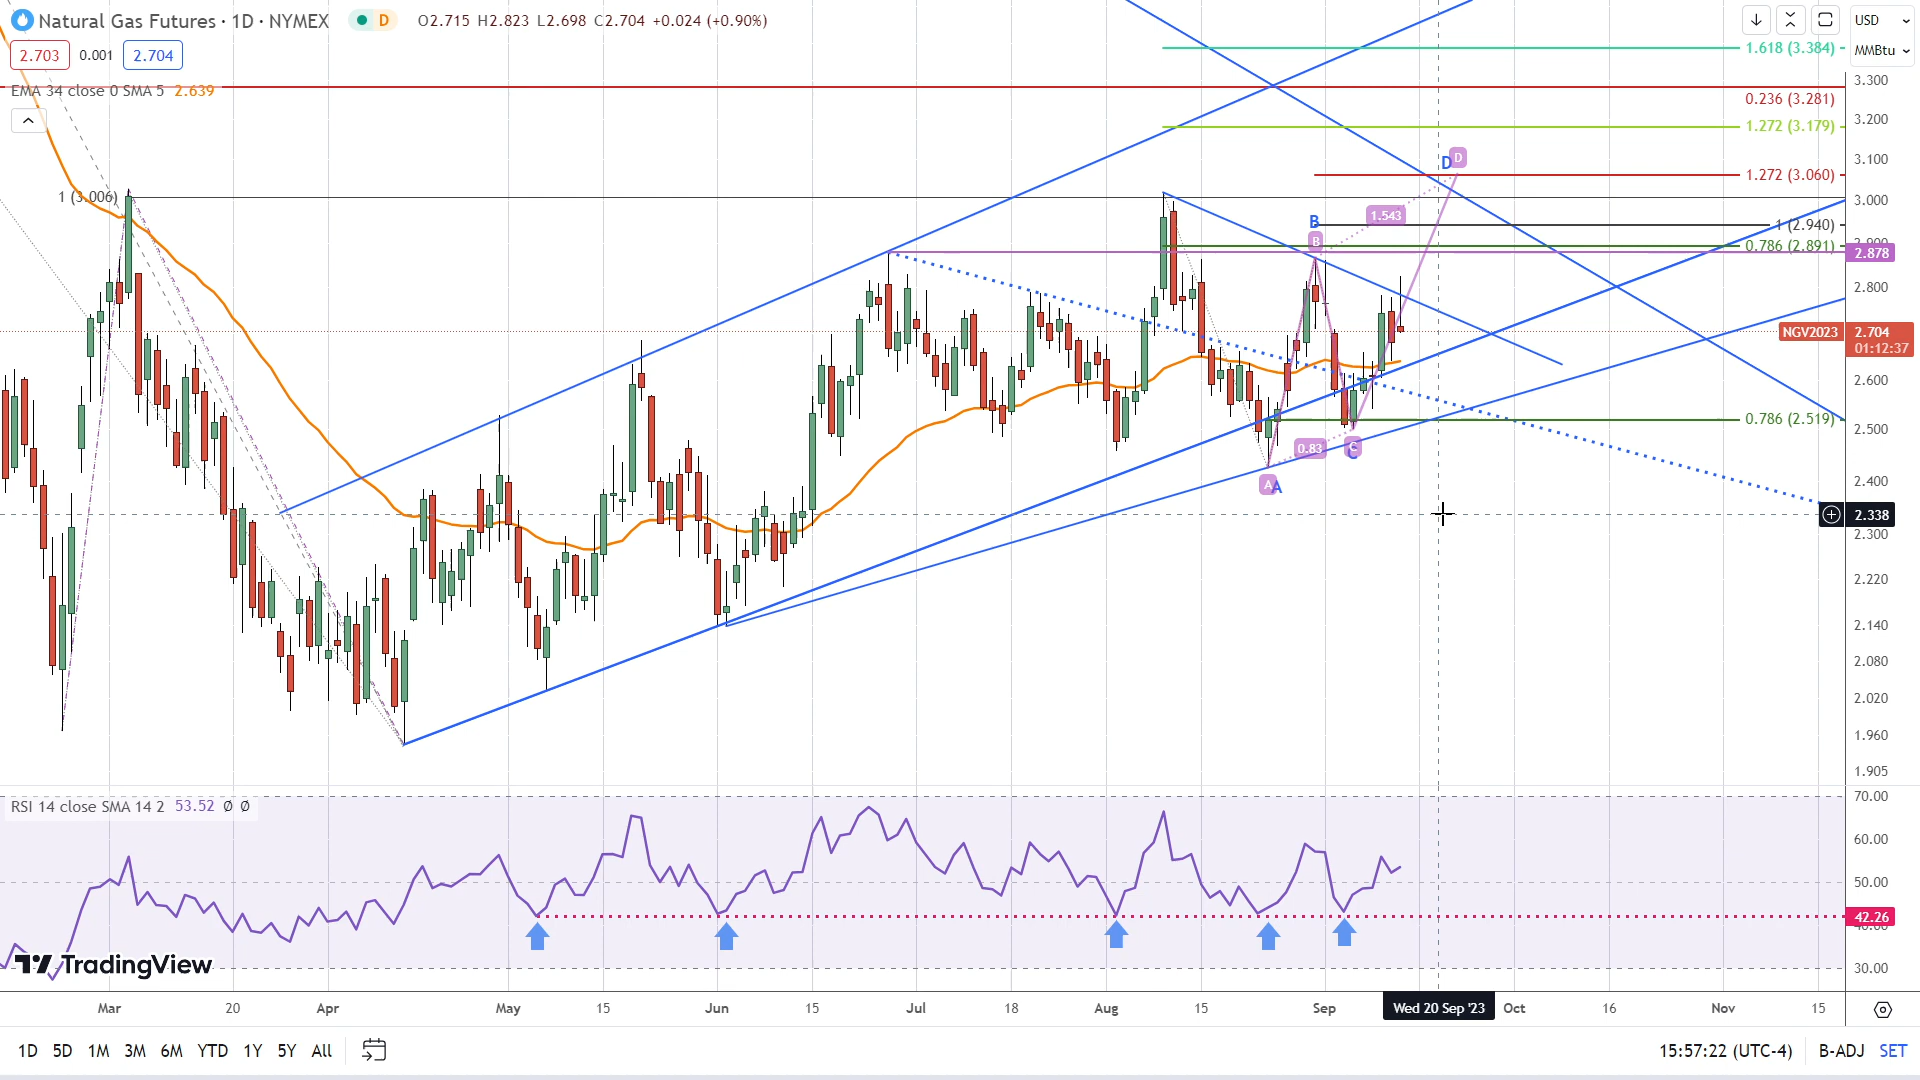 Natural Gas Futures · 1D · NYMEX D O2.715 H2.823 L2.698 C2.704 +0.024 (+0.90%)
2.703 0.001 2.704
EMA 34 close 0 SMA 5 2.639
USD
MMBtu
1.618 (3.384)
0.236 (3.281)
1.272 (3.179)
1.272 (3.060)
1 (3.006)
1 (2.940)
0.786 (2.891)
0.786 (2.519)
D D
1.543
B
B
0.83
C
C
A A
3.300
3.200
3.100
3.000
2.900
2.878
2.800
NGV2023 2.704
01:12:37
2.600
2.500
2.400
2.338
2.300
2.220
2.140
2.080
2.020
1.960
1.905
RSI 14 close SMA 14 2 53.52 Ø Ø
70.00
60.00
50.00
42.26
40.00
30.00
TradingView
Mar 20 Apr May 15 Jun 15 Jul 18 Aug 15 Sep Wed 20 Sep '23 Oct 16 Nov 15
1D 5D 1M 3M 6M YTD 1Y 5Y All 15:57:22 (UTC-4) B-ADJ SET